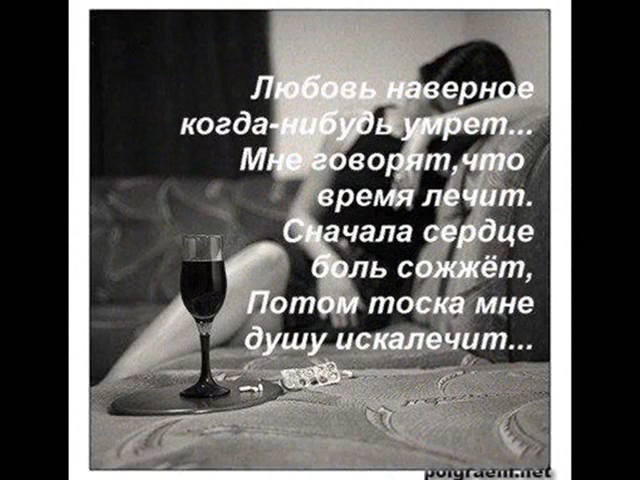 Любовь наверное
когда-нибудь умрет...
Мне говорят,что
время лечит.
Сначала сердце
боль сожжёт,
Потом тоска мне
душу искалечит...
poigraem.net